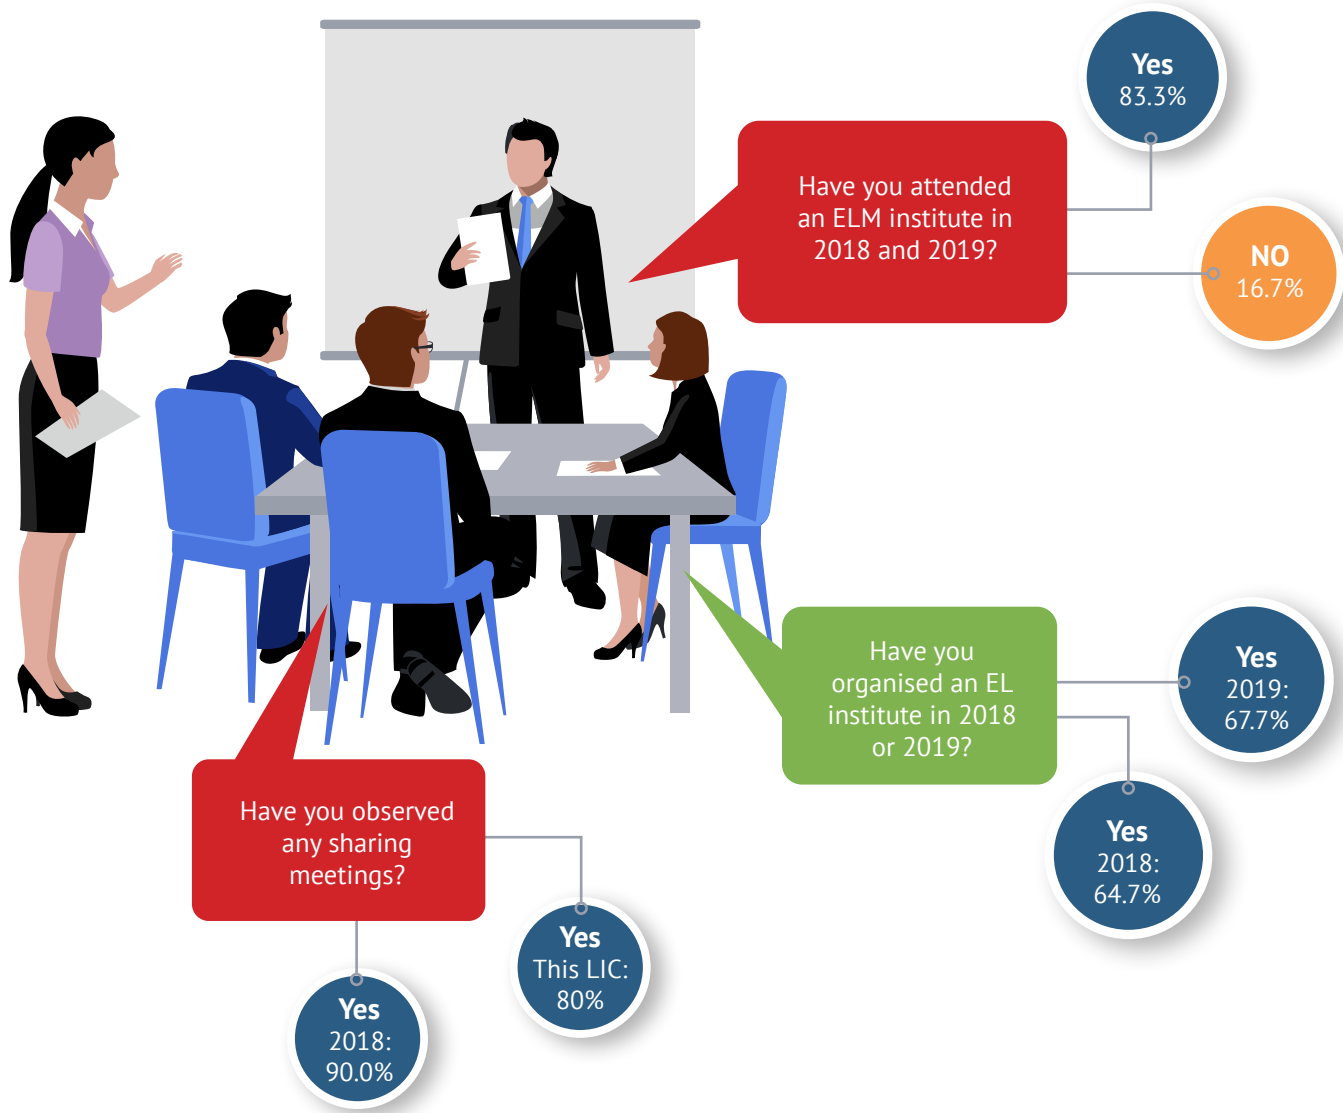 Yes
83.3%
Have you attended
an ELM institute in
2018 and 2019?
NO
16.7%
Have you
organised an EL
institute in 2018
or 2019?
Yes
2019:
67.7%
Yes
2018:
64.7%
Have you observed
any sharing
meetings?
Yes
This LIC:
80%
Yes
2018:
90.0%